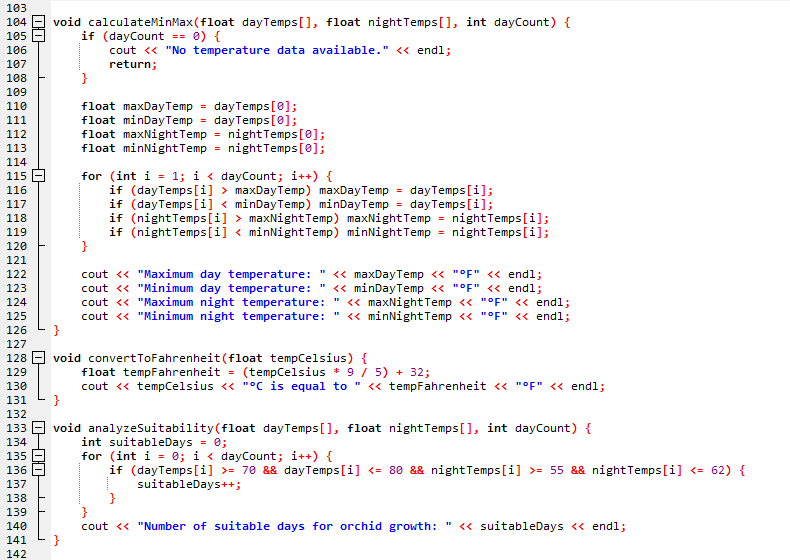 103
104 void calculateMinMax(float dayTemps[], float nightTemps[], int dayCount) {
105     if (dayCount == 0) {
106         cout << "No temperature data available." << endl;
107         return;
108     }
109
110     float maxDayTemp = dayTemps[0];
111     float minDayTemp = dayTemps[0];
112     float maxNightTemp = nightTemps[0];
113     float minNightTemp = nightTemps[0];
114
115     for (int i = 1; i < dayCount; i++) {
116         if (dayTemps[i] > maxDayTemp) maxDayTemp = dayTemps[i];
117         if (dayTemps[i] < minDayTemp) minDayTemp = dayTemps[i];
118         if (nightTemps[i] > maxNightTemp) maxNightTemp = nightTemps[i];
119         if (nightTemps[i] < minNightTemp) minNightTemp = nightTemps[i];
120     }
121
122     cout << "Maximum day temperature: " << maxDayTemp << "°F" << endl;
123     cout << "Minimum day temperature: " << minDayTemp << "°F" << endl;
124     cout << "Maximum night temperature: " << maxNightTemp << "°F" << endl;
125     cout << "Minimum night temperature: " << minNightTemp << "°F" << endl;
126 }
127
128 void convertToFahrenheit(float tempCelsius) {
129     float tempFahrenheit = (tempCelsius * 9 / 5) + 32;
130     cout << tempCelsius << "°C is equal to " << tempFahrenheit << "°F" << endl;
131 }
132
133 void analyzeSuitability(float dayTemps[], float nightTemps[], int dayCount) {
134     int suitableDays = 0;
135     for (int i = 0; i < dayCount; i++) {
136         if (dayTemps[i] >= 70 && dayTemps[i] <= 80 && nightTemps[i] >= 55 && nightTemps[i] <= 62) {
137             suitableDays++;
138         }
139     }
140     cout << "Number of suitable days for orchid growth: " << suitableDays << endl;
141 }
142